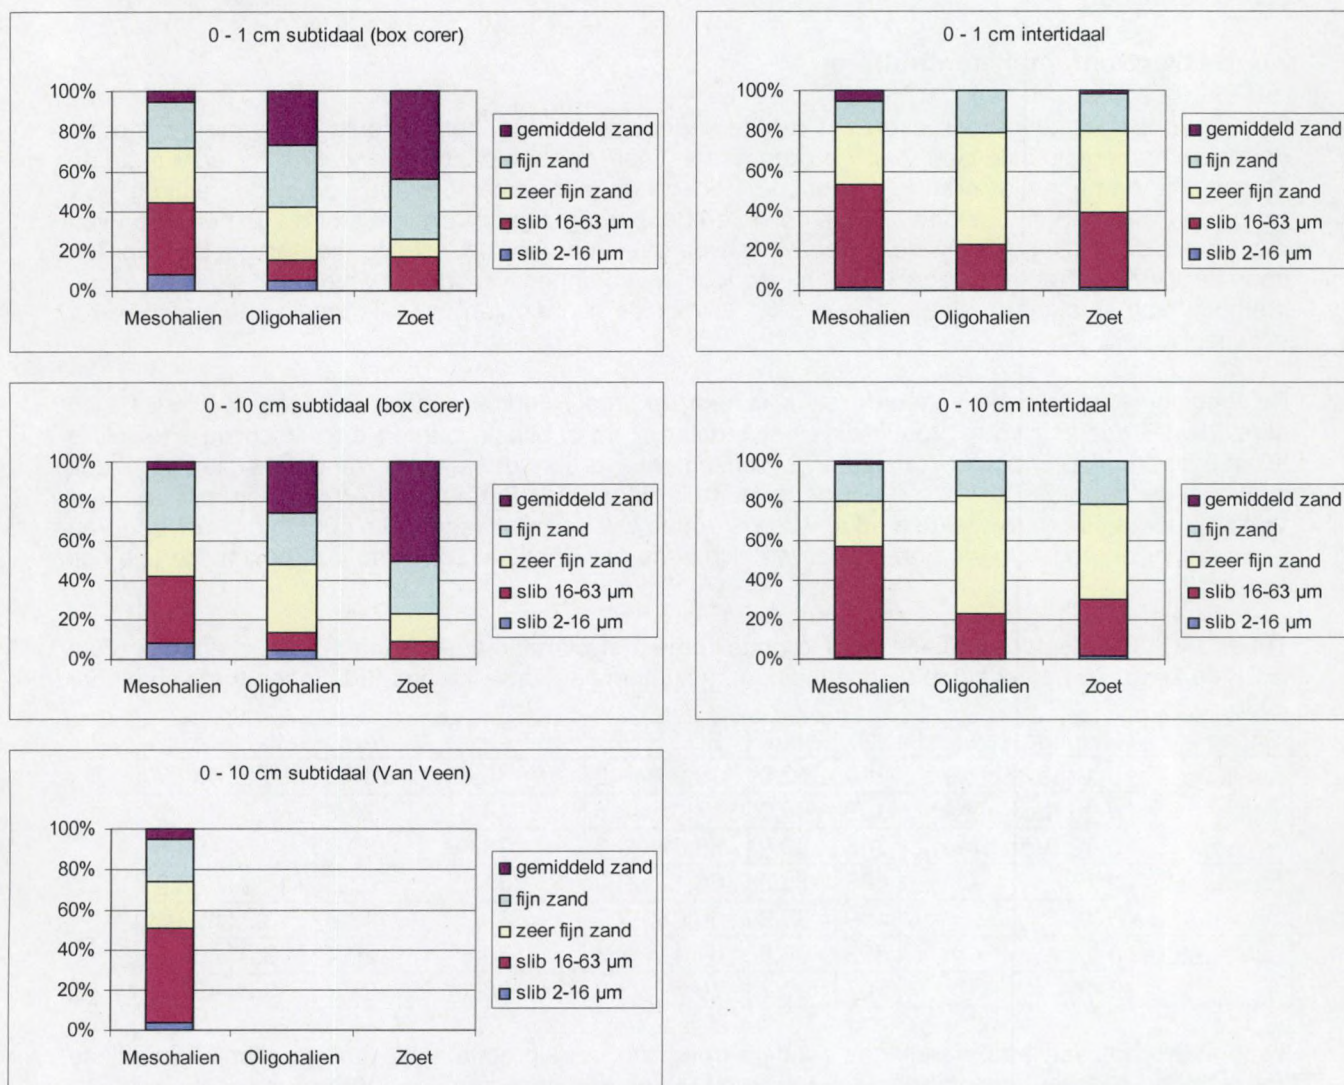 0 - 1 cm subtidaal (box corer)
100%
80%
60%
40%
20%
0%
Mesohalien Oligohalien Zoet
gemiddeld zand
fijn zand
zeer fijn zand
slib 16-63 µm
slib 2-16 µm
0 - 1 cm intertidaal
100%
80%
60%
40%
20%
0%
Mesohalien Oligohalien Zoet
gemiddeld zand
fijn zand
zeer fijn zand
slib 16-63 µm
slib 2-16 µm
0 - 10 cm subtidaal (box corer)
100%
80%
60%
40%
20%
0%
Mesohalien Oligohalien Zoet
gemiddeld zand
fijn zand
zeer fijn zand
slib 16-63 µm
slib 2-16 µm
0 - 10 cm intertidaal
100%
80%
60%
40%
20%
0%
Mesohalien Oligohalien Zoet
gemiddeld zand
fijn zand
zeer fijn zand
slib 16-63 µm
slib 2-16 µm
0 - 10 cm subtidaal (Van Veen)
100%
80%
60%
40%
20%
0%
Mesohalien Oligohalien Zoet
gemiddeld zand
fijn zand
zeer fijn zand
slib 16-63 µm
slib 2-16 µm